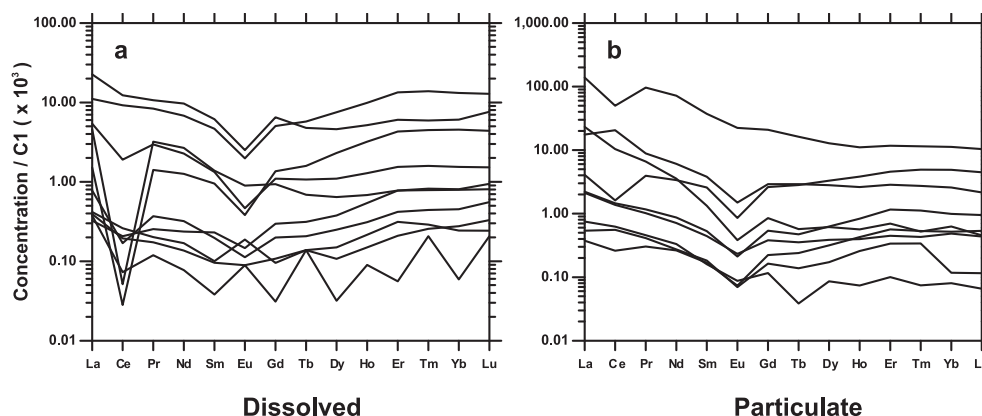 Concentration / C1 ( x 10³)
100.00
10.00
1.00
0.10
0.01
a
La Ce Pr Nd Sm Eu Gd Tb Dy Ho Er Tm Yb Lu
Dissolved
1,000.00
100.00
10.00
1.00
0.10
0.01
b
La Ce Pr Nd Sm Eu Gd Tb Dy Ho Er Tm Yb L
Particulate